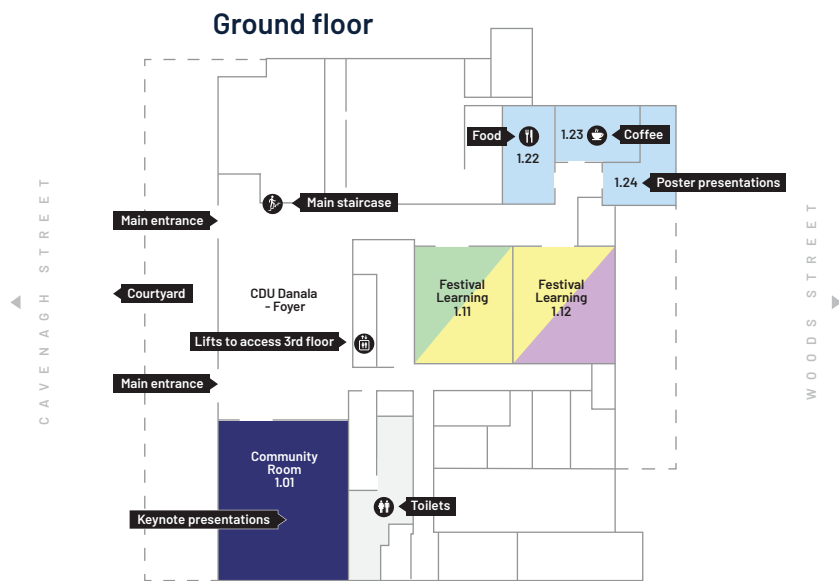 Ground floor
Food
1.22
1.23
Coffee
1.24
Poster presentations
Main staircase
Main entrance
CAVENAGH STREET
WOODS STREET
Courtyard
CDU Danala
- Foyer
Festival
Learning
1.11
Festival
Learning
1.12
Lifts to access 3rd floor
Main entrance
Community
Room
1.01
Keynote presentations
Toilets